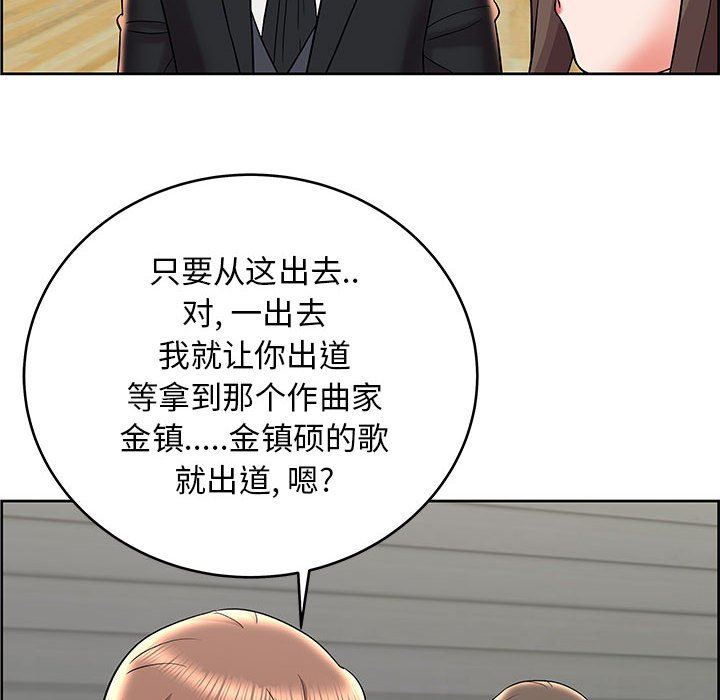 只要从这出去..
对, 一出去
我就让你出道
等拿到那个作曲家
金镇.....金镇硕的歌
就出道, 嗯?